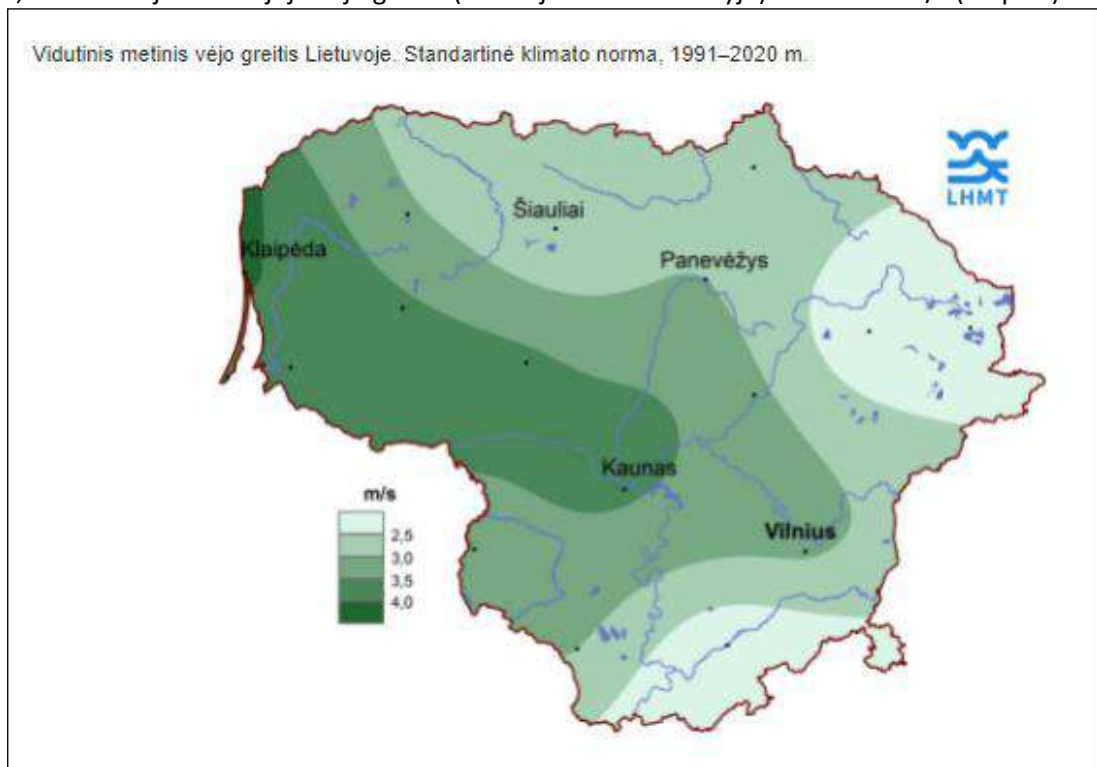 Vidutinis metinis vėjo greitis Lietuvoje. Standartinė klimato norma, 1991–2020 m.
LHMT
Šiauliai
Klaipėda
Panevėžys
Kaunas
m/s
Vilnius
2,5
3,0
3,5
4,0